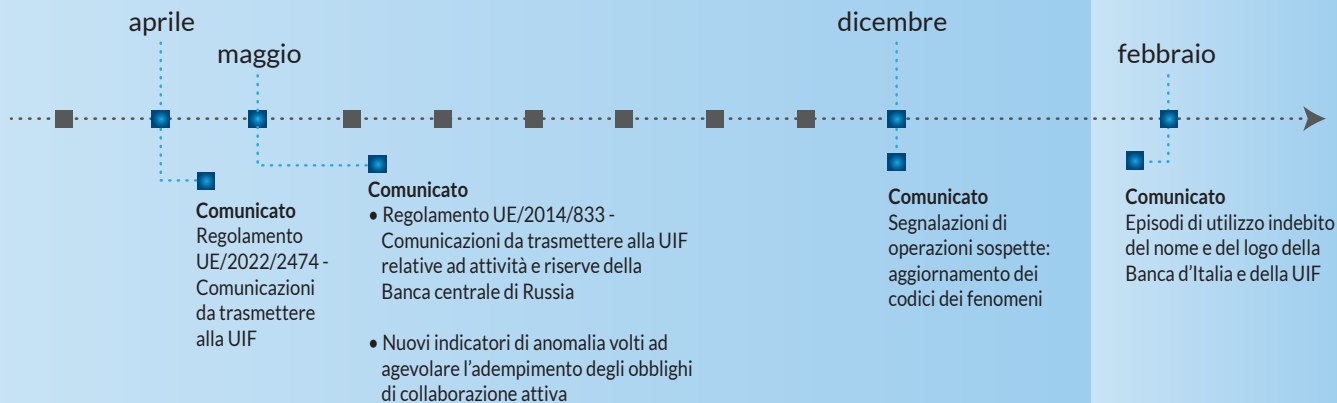 aprile
maggio
dicembre
febbraio
Comunicato
Regolamento
UE/2022/2474 -
Comunicazioni
da trasmettere
alla UIF
Comunicato
• Regolamento UE/2014/833 -
Comunicazioni da trasmettere alla UIF
relative ad attività e riserve della
Banca centrale di Russia
• Nuovi indicatori di anomalia volti ad
agevolare l’adempimento degli obblighi
di collaborazione attiva
Comunicato
Segnalazioni di
operazioni sospette:
aggiornamento dei
codici dei fenomeni
Comunicato
Episodi di utilizzo indebito
del nome e del logo della
Banca d’Italia e della UIF